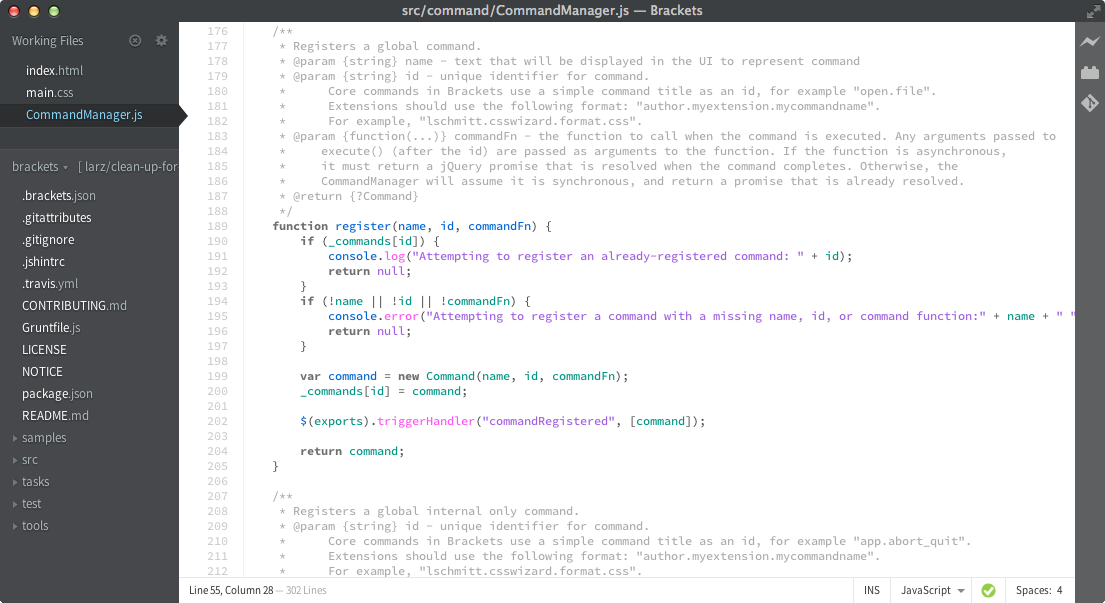 src/command/CommandManager.js — Brackets
Working Files
index.html
main.css
CommandManager.js
brackets
[ larz/clean-up-for
.brackets.json
.gitattributes
.gitignore
.jshintrc
.travis.yml
CONTRIBUTING.md
Gruntfile.js
LICENSE
NOTICE
package.json
README.md
samples
src
tasks
test
tools
176 /**
177 * Registers a global command.
178 * @param {string} name - text that will be displayed in the UI to represent command
179 * @param {string} id - unique identifier for command.
180 * Core commands in Brackets use a simple command title as an id, for example "open.file".
181 * Extensions should use the following format: "author.myextension.mycommandname".
182 * For example, "lschmitt.csswizard.format.css".
183 * @param {function(...)} commandFn - the function to call when the command is executed. Any arguments passed to
184 * execute() (after the id) are passed as arguments to the function. If the function is asynchronous,
185 * it must return a jQuery promise that is resolved when the command completes. Otherwise, the
186 * CommandManager will assume it is synchronous, and return a promise that is already resolved.
187 * @return {?Command}
188 */
189 function register(name, id, commandFn) {
190 if (_commands[id]) {
191 console.log("Attempting to register an already-registered command: " + id);
192 return null;
193 }
194 if (!name || !id || !commandFn) {
195 console.error("Attempting to register a command with a missing name, id, or command function:" + name + " "
196 return null;
197 }
198
199 var command = new Command(name, id, commandFn);
200 _commands[id] = command;
201
202 $(exports).triggerHandler("commandRegistered", [command]);
203
204 return command;
205 }
206
207 /**
208 * Registers a global internal only command.
209 * @param {string} id - unique identifier for command.
210 * Core commands in Brackets use a simple command title as an id, for example "app.abort_quit".
211 * Extensions should use the following format: "author.myextension.mycommandname".
212 * For example, "lschmitt.csswizard.format.css".
Line 55, Column 28 — 302 Lines
INS
JavaScript
Spaces: 4